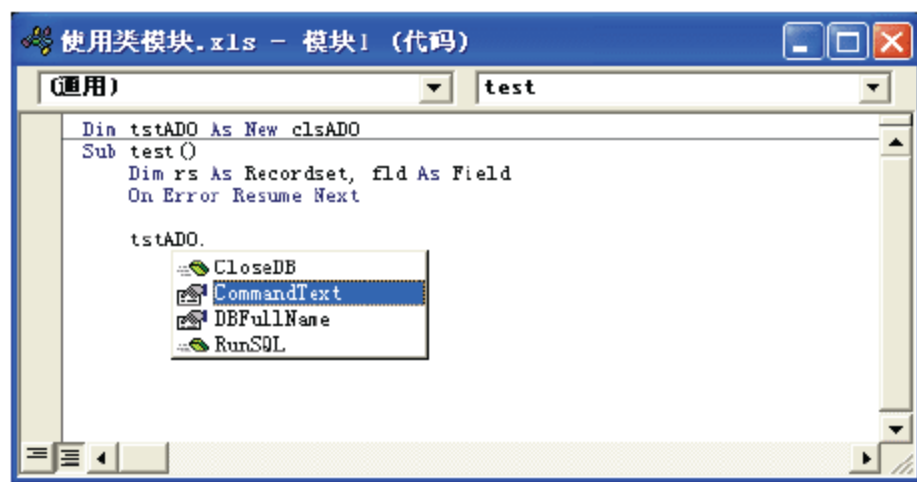 使用类模块.xls - 模块1 (代码)
(通用) test
Dim tstADO As New clsADO
Sub test()
Dim rs As Recordset, fld As Field
On Error Resume Next
tstADO.
CloseDB
CommandText
DBFullName
RunSQL